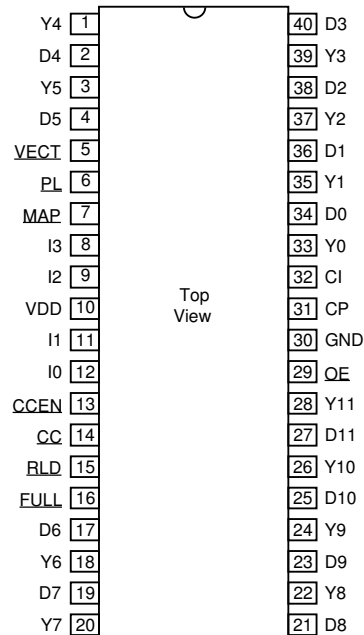 Y4 1 40 D3
D4 2 39 Y3
Y5 3 38 D2
D5 4 37 Y2
VECT 5 36 D1
PL 6 35 Y1
MAP 7 34 D0
I3 8 33 Y0
I2 9 32 CI
VDD 10 31 CP
Top
View
I1 11 30 GND
I0 12 29 OE
CCEN 13 28 Y11
CC 14 27 D11
RLD 15 26 Y10
FULL 16 25 D10
D6 17 24 Y9
Y6 18 23 D9
D7 19 22 Y8
Y7 20 21 D8